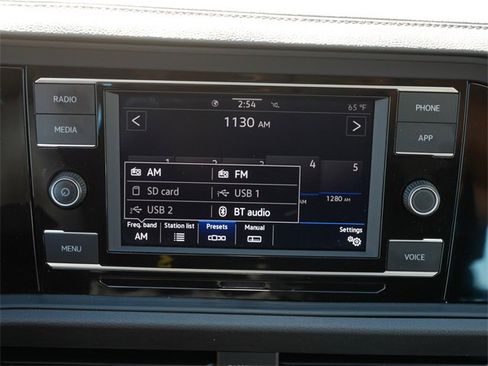 RADIO
MEDIA
MENU
2:54
65 °F
1130 AM
4 5
1280 AM
AM FM
SD card USB 1
USB 2 BT audio
Freq. band Station list Presets Manual Settings
AM
PHONE
APP
VOICE